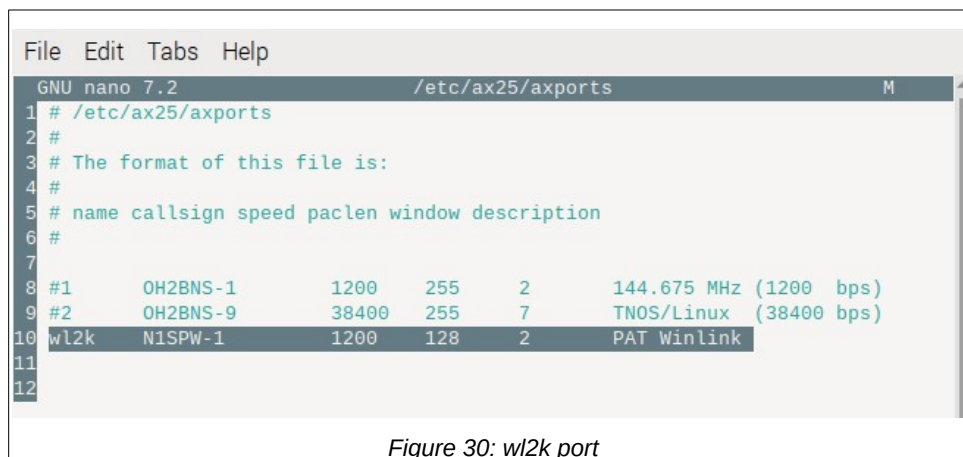 File Edit Tabs Help
GNU nano 7.2 /etc/ax25/axports M
1 # /etc/ax25/axports
2 #
3 # The format of this file is:
4 #
5 # name callsign speed paclen window description
6 #
7
8 #1 OH2BNS-1 1200 255 2 144.675 MHz (1200 bps)
9 #2 OH2BNS-9 38400 255 7 TNOS/Linux (38400 bps)
10 wl2k N1SPW-1 1200 128 2 PAT Winlink
11
12
Figure 30: wl2k port